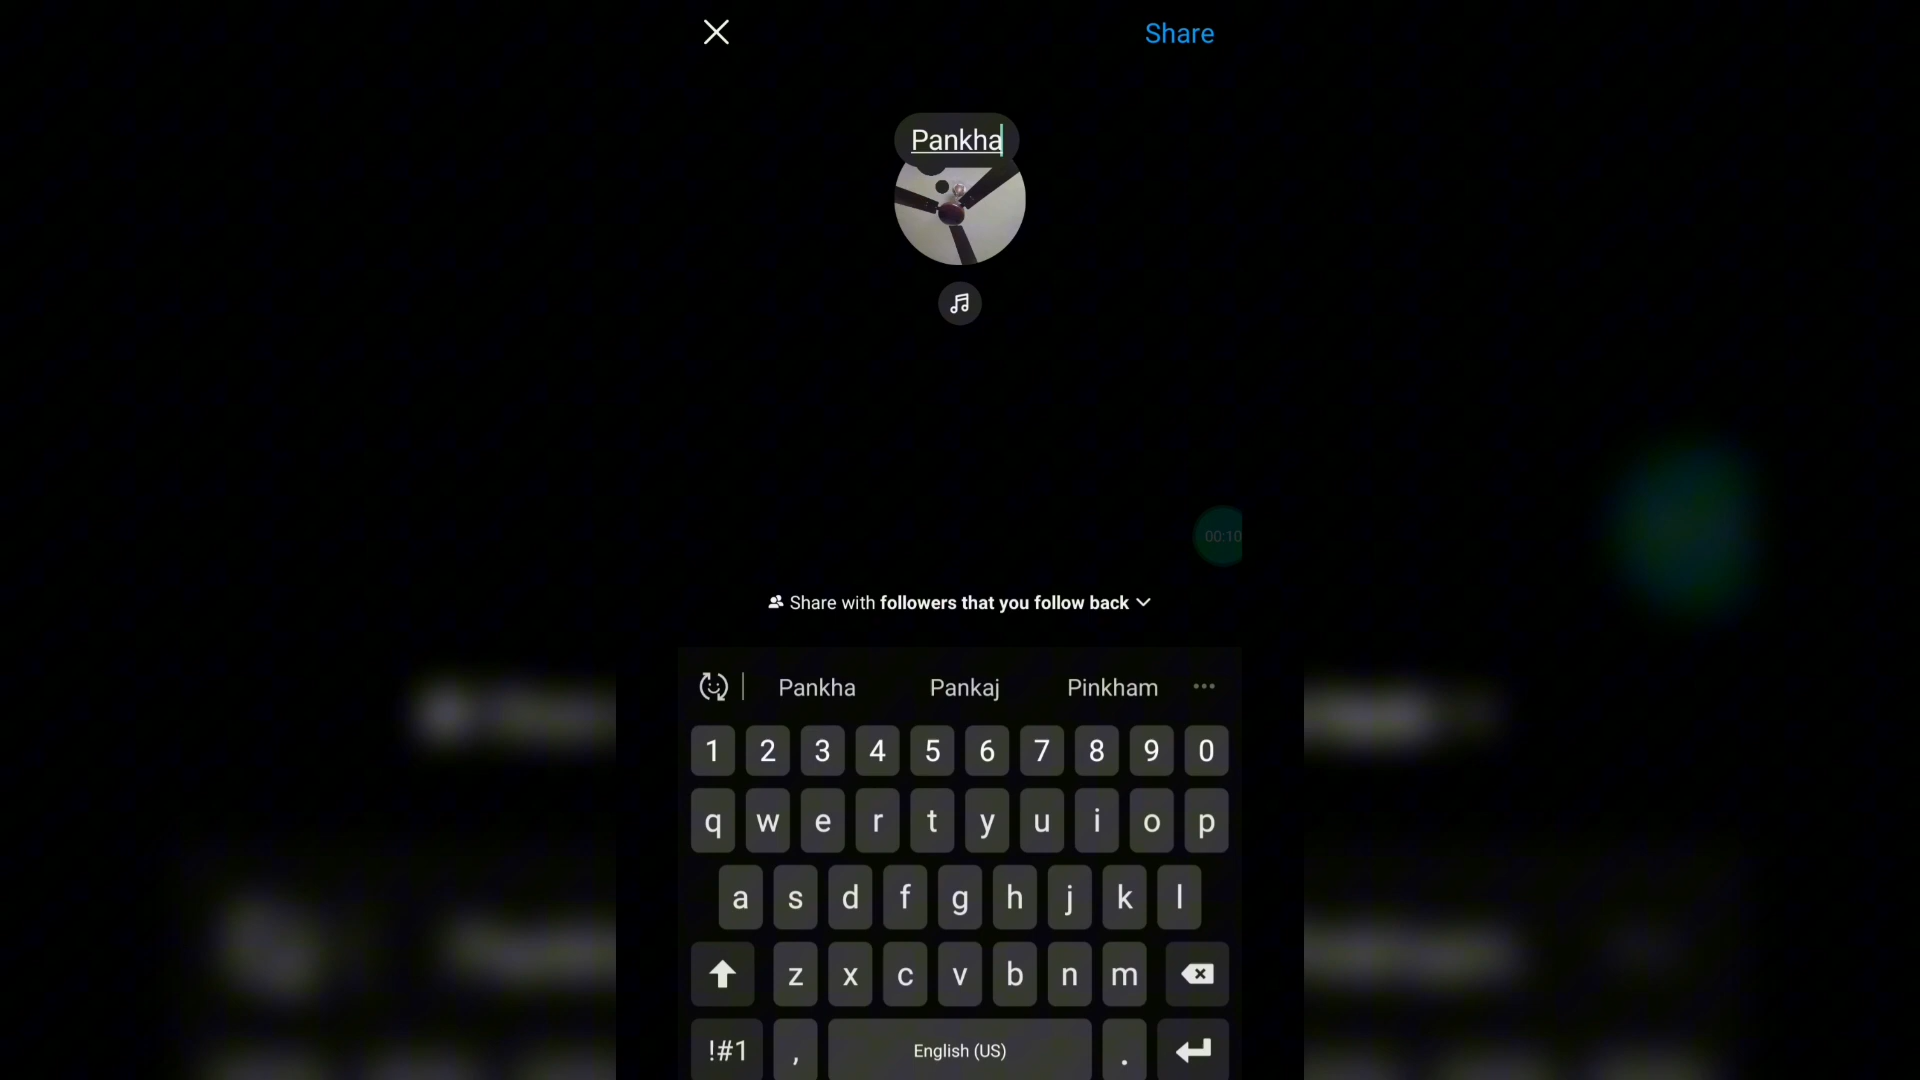 Share
Pankha
00:10
Share with followers that you follow back
Pankha Pankaj Pinkham
1 2 3 4 5 6 7 8 9 0
q w e r t y u i o p
a s d f g h j k l
z x c v b n m
!#1 , English (US) .